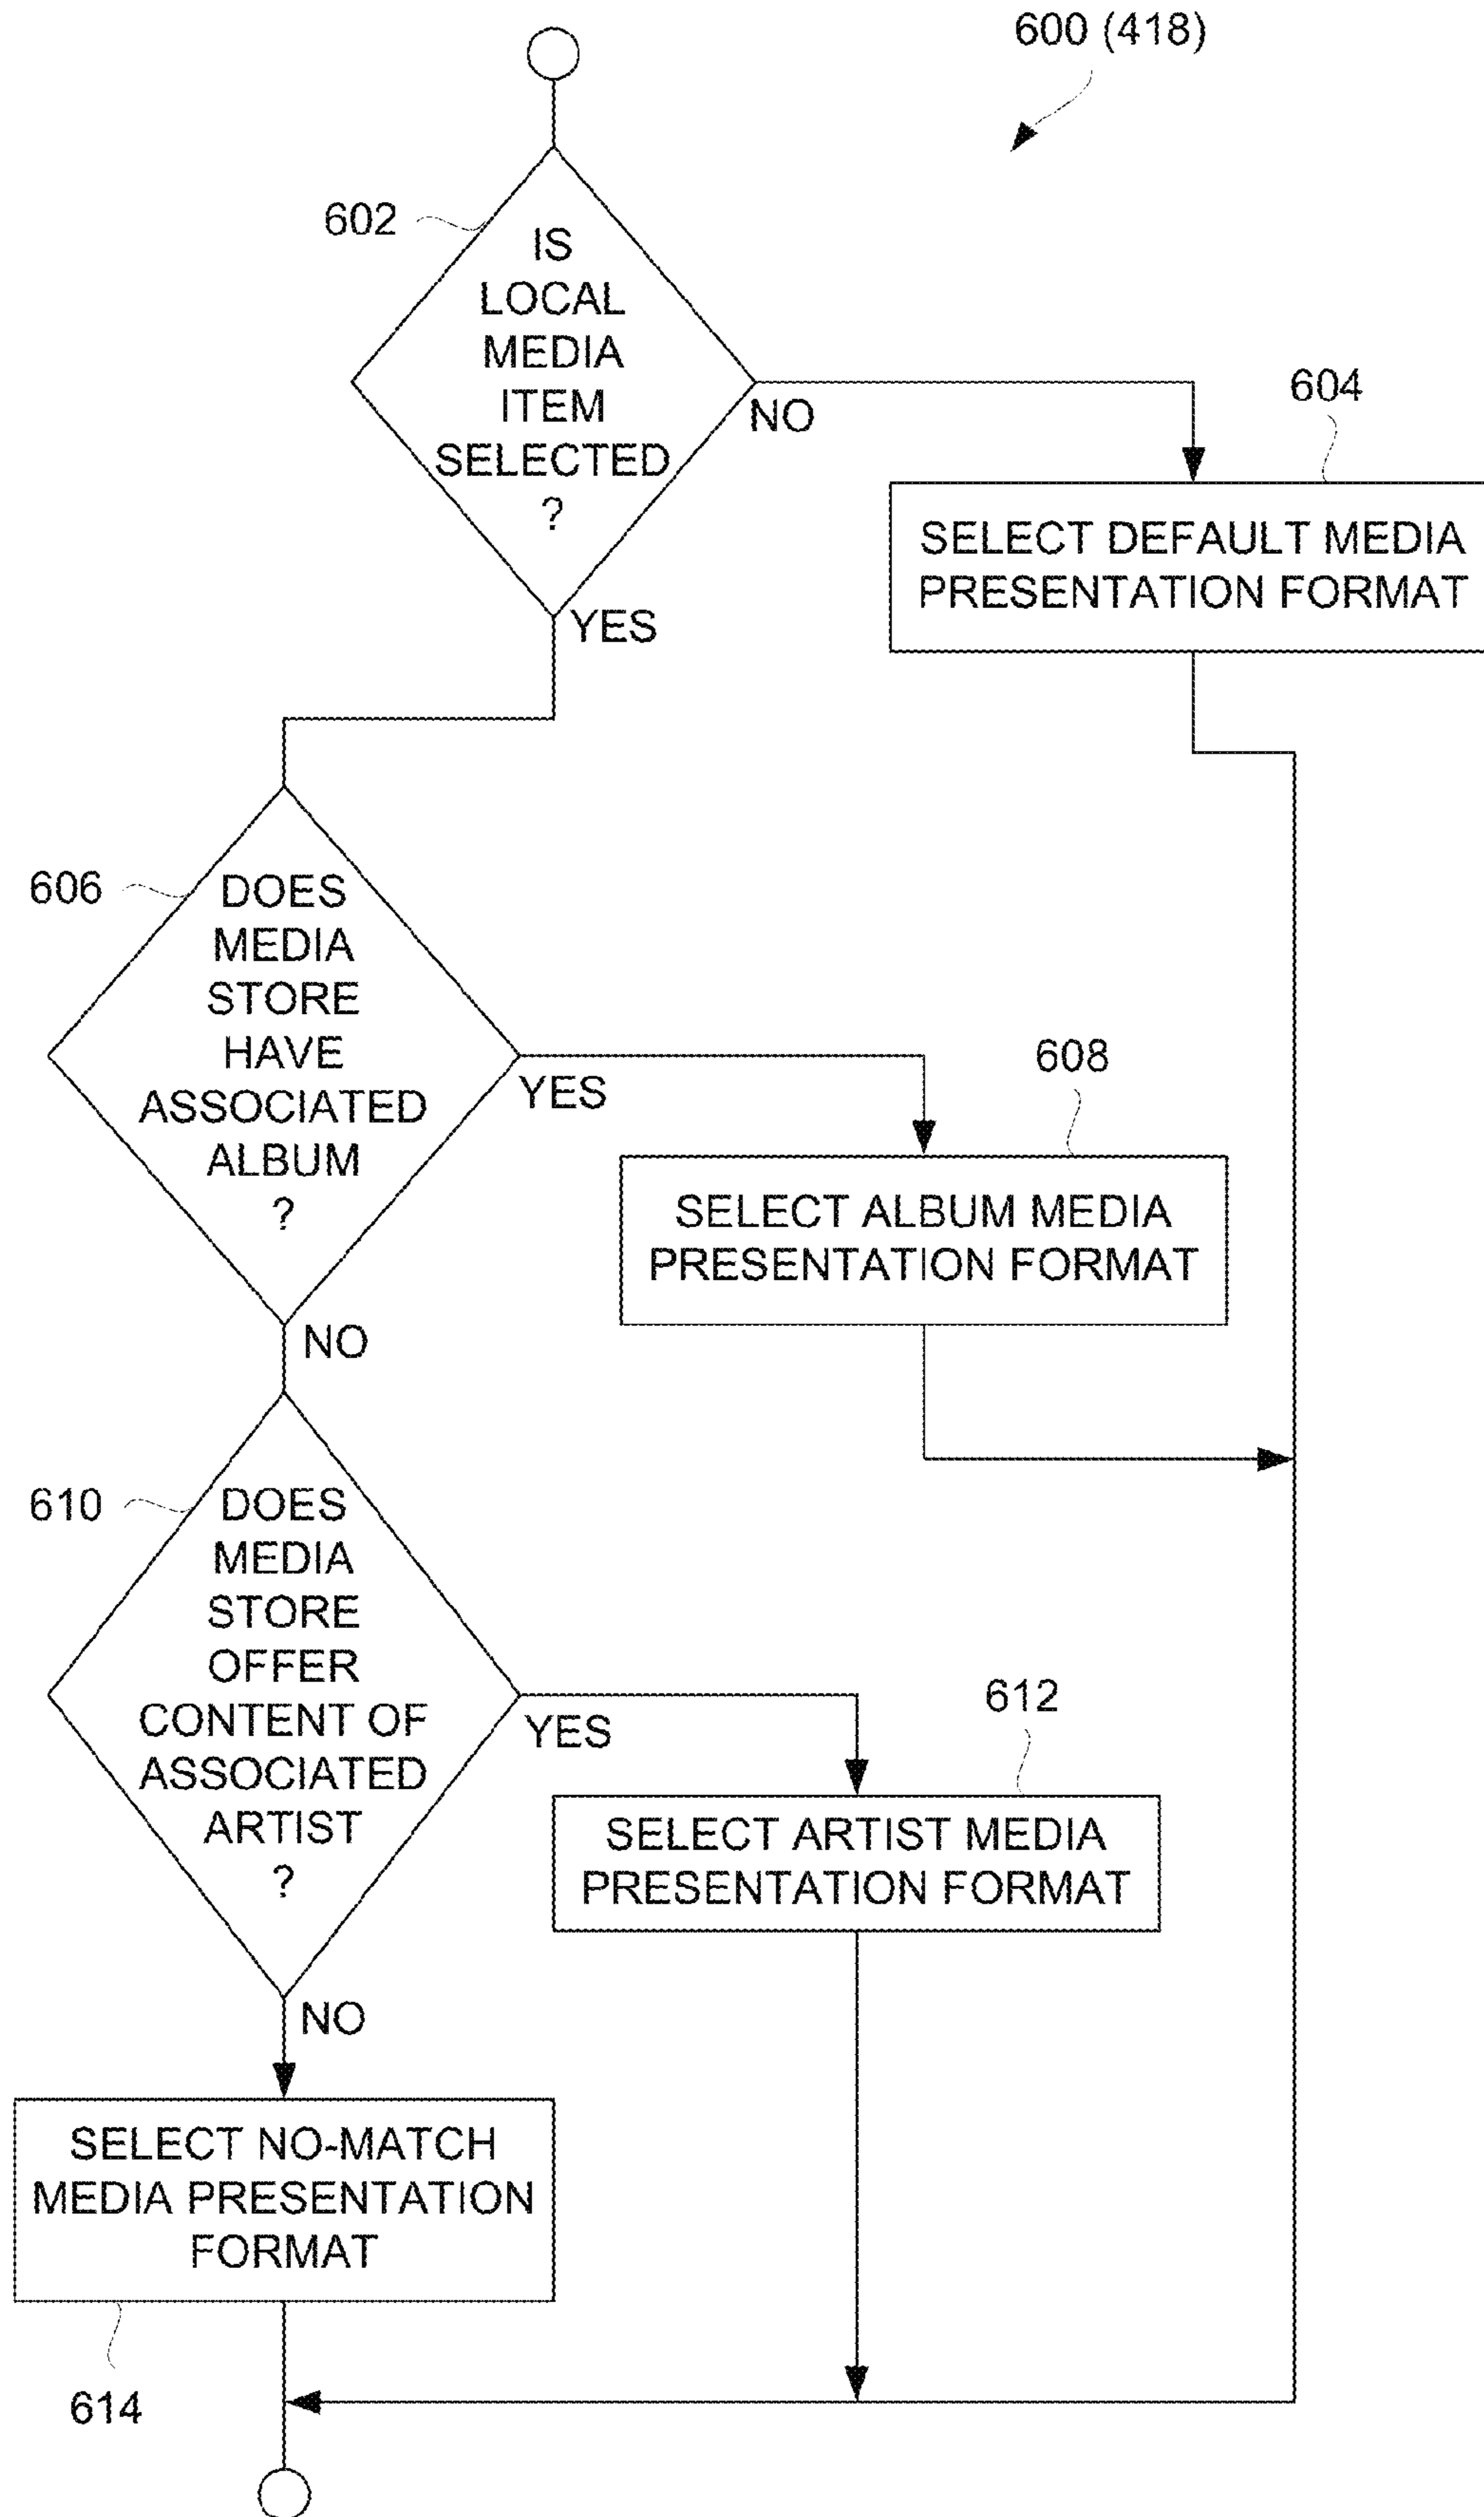 600 (418)
602
IS
LOCAL
MEDIA
ITEM
SELECTED
?
NO
YES
604
SELECT DEFAULT MEDIA
PRESENTATION FORMAT
606
DOES
MEDIA
STORE
HAVE
ASSOCIATED
ALBUM
?
YES
NO
608
SELECT ALBUM MEDIA
PRESENTATION FORMAT
610
DOES
MEDIA
STORE
OFFER
CONTENT OF
ASSOCIATED
ARTIST
?
YES
NO
612
SELECT ARTIST MEDIA
PRESENTATION FORMAT
SELECT NO-MATCH
MEDIA PRESENTATION
FORMAT
614